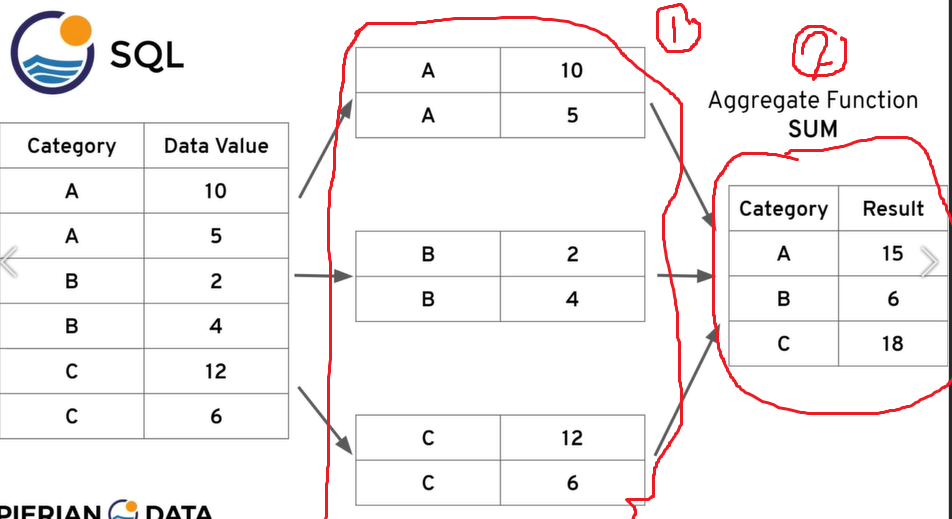 SQL
Category Data Value
A 10
A 5
B 2
B 4
C 12
C 6
A 10
A 5
B 2
B 4
C 12
C 6
1
2
Aggregate Function
SUM
Category Result
A 15
B 6
C 18
PIERIAN DATA